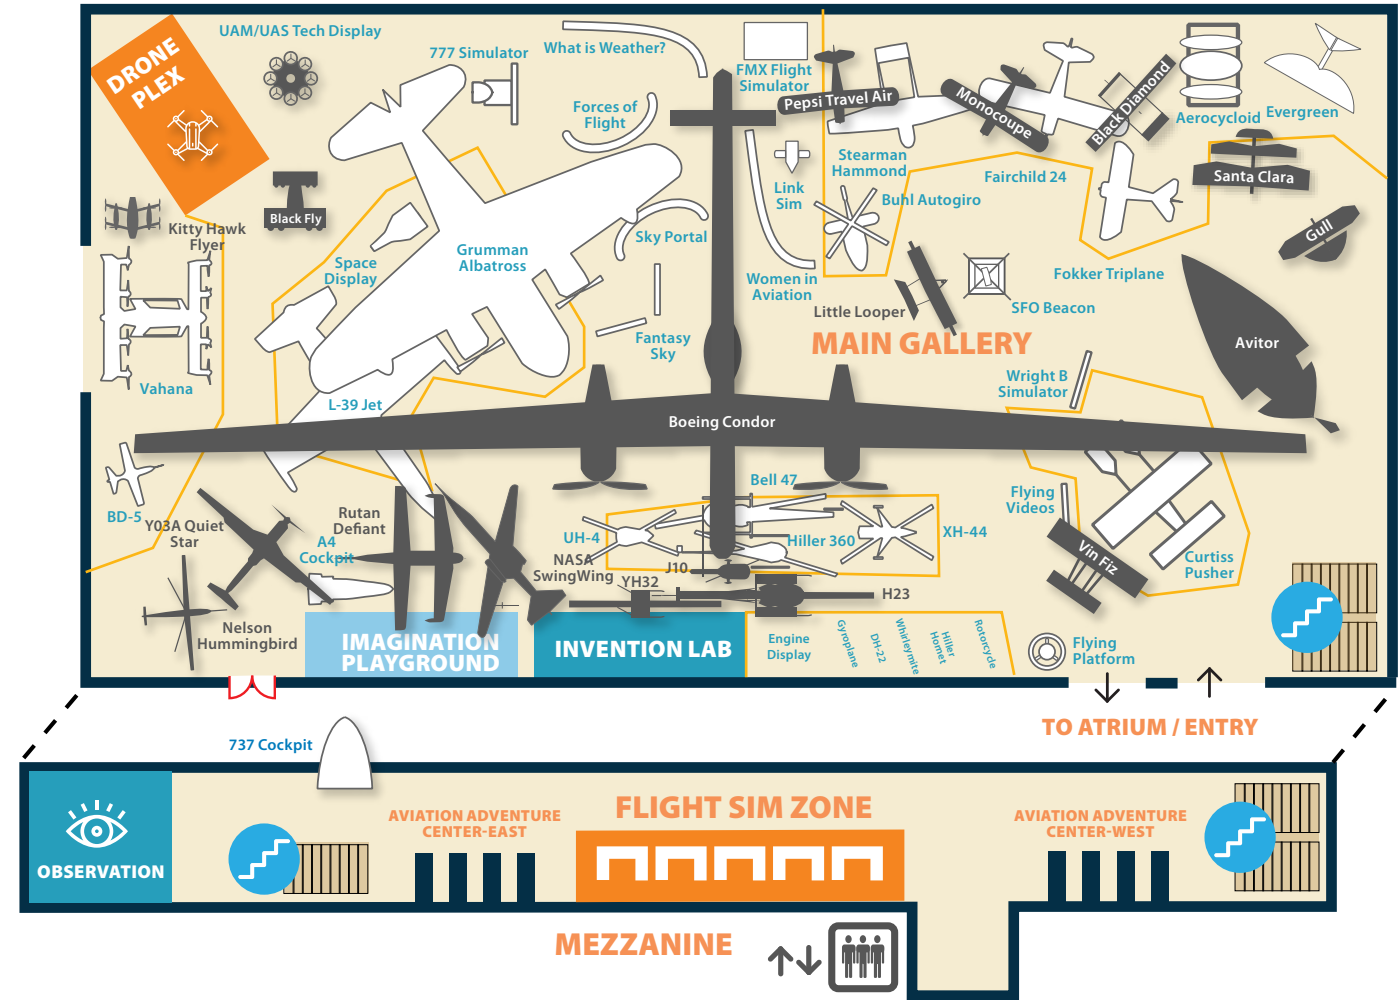 UAM/UAS Tech Display
DRONE
PLEX
777 Simulator
What is Weather?
FMX Flight
Simulator
Pepsi Travel Air
Monocoupe
Black Diamond
Aerocycloid
Evergreen
Forces of
Flight
Stearman
Hammond
Fairchild 24
Santa Clara
Link
Sim
Buhl Autogiro
Black Fly
Kitty Hawk
Flyer
Gull
Sky Portal
Grumman
Albatross
Space
Display
Women in
Aviation
Fokker Triplane
SFO Beacon
Little Looper
MAIN GALLERY
Avitor
Fantasy
Sky
Vahana
Wright B
Simulator
L-39 Jet
Boeing Condor
Bell 47
Flying
Videos
BD-5
Y03A Quiet
Star
Rutan
Defiant
A4
Cockpit
UH-4
Hiller 360
XH-44
NASA
SwingWing
J10
YH32
H23
Vin Fiz
Curtiss
Pusher
Nelson
Hummingbird
IMAGINATION
PLAYGROUND
INVENTION LAB
Engine
Display
Gyroplane
DH-22
Whirleymite
Hiller
Hornet
Rotorcycle
Flying
Platform
TO ATRIUM / ENTRY
737 Cockpit
OBSERVATION
AVIATION ADVENTURE
CENTER-EAST
FLIGHT SIM ZONE
AVIATION ADVENTURE
CENTER-WEST
MEZZANINE